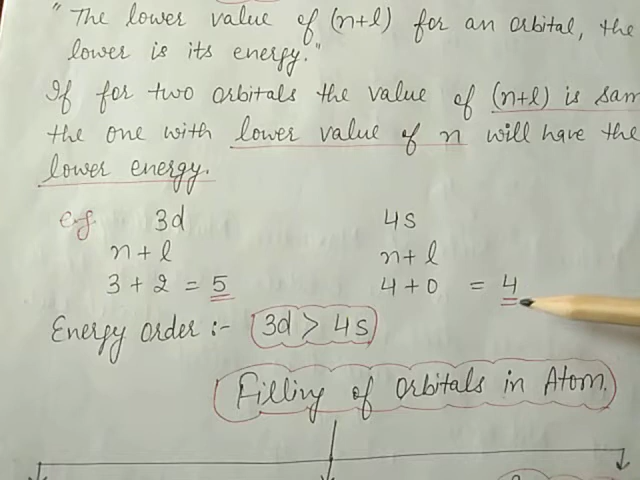 "The lower value of (n+l) for an orbital, the
lower is its energy."
If for two orbitals the value of (n+l) is sam
the one with lower value of n will have the
lower energy.
e.g. 3d 4s
n+l n+l
3+2 = 5 4+0 = 4
Energy order :- 3d > 4s
Filling of orbitals in Atom.